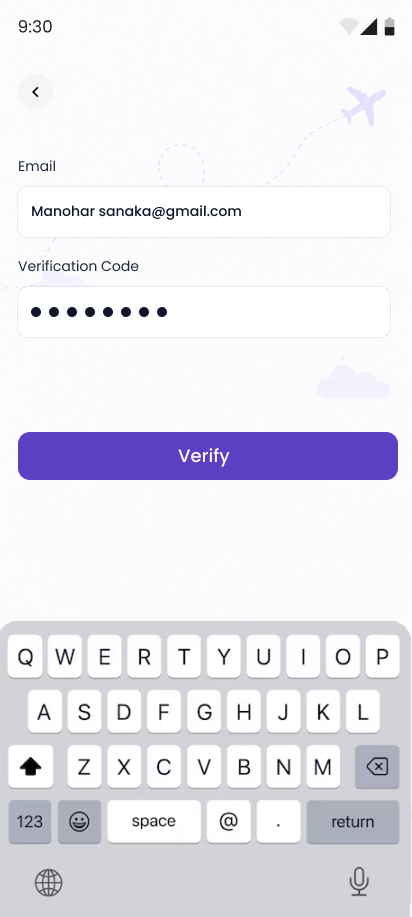 9:30
Email
Manohar sanaka@gmail.com
Verification Code
Verify
Q W E R T Y U I O P
A S D F G H J K L
Z X C V B N M
123 space @ . return